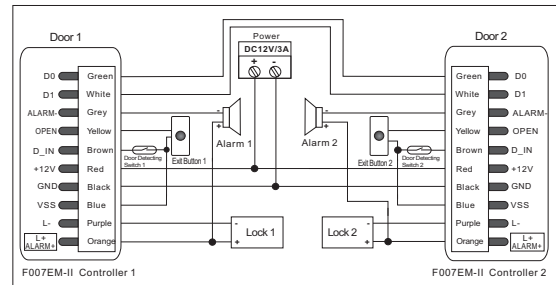 Door 1
Power
Door 2
DC12V/3A
+ -
D0 Green
Green D0
D1 White
White D1
ALARM- Grey
-
-
Grey ALARM-
OPEN Yellow
+
+
Yellow OPEN
Alarm 1
Alarm 2
D_IN Brown
Door Detecting
Switch 1
Exit Button 1
Exit Button 2
Door Detecting
Switch 2
Brown D_IN
+12V Red
Red +12V
GND Black
Black GND
VSS Blue
Blue VSS
L- Purple
- Lock 1 +
Lock 2 - +
Purple L-
L+
ALARM+
Orange
Orange
L+
ALARM+
F007EM-II Controller 1
F007EM-II Controller 2